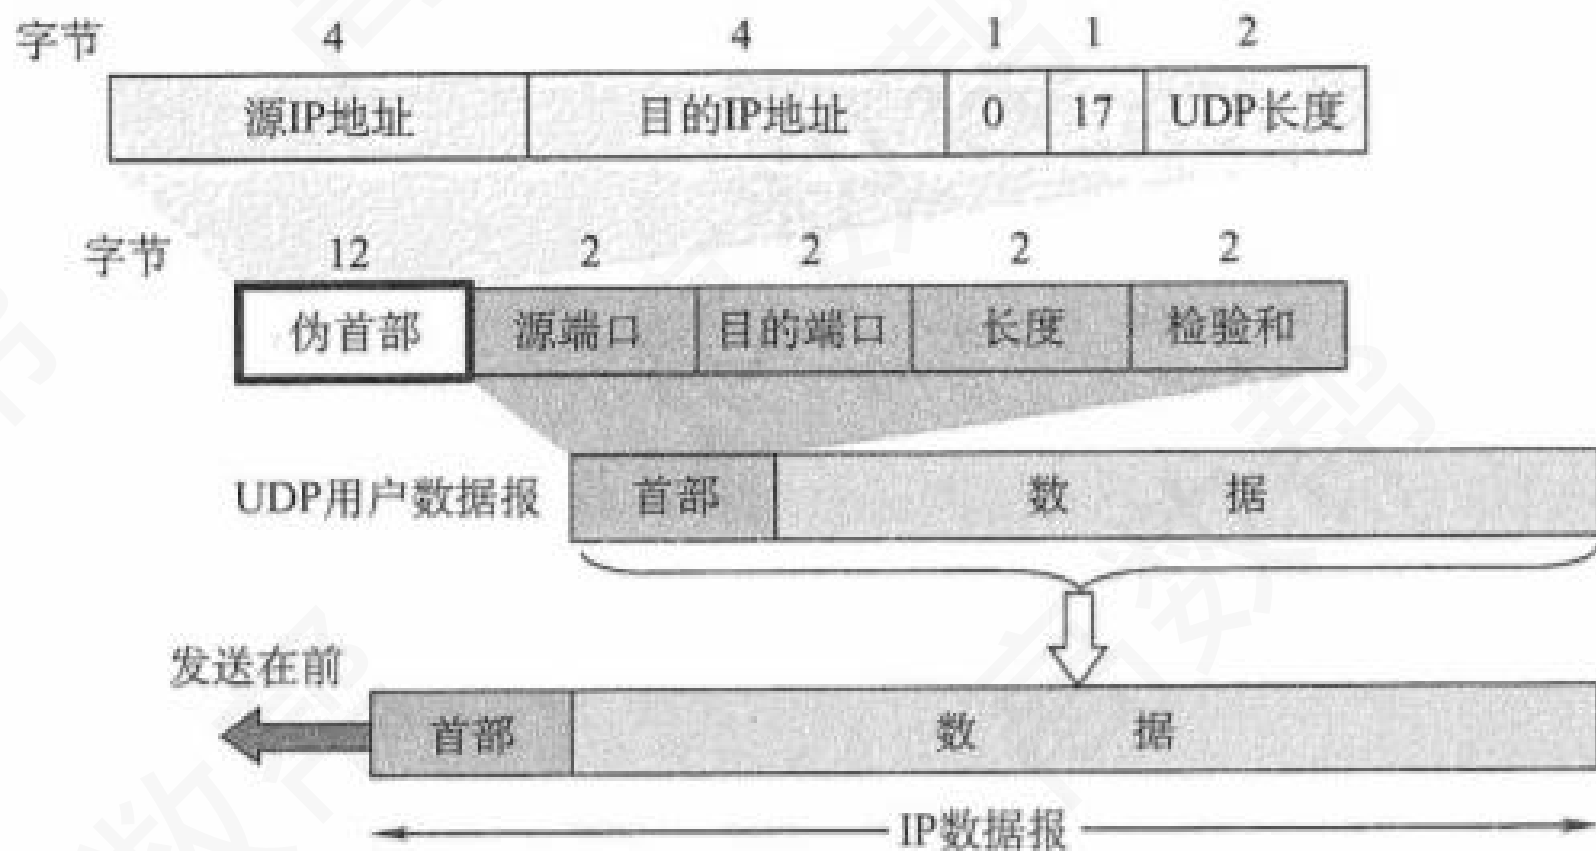 字节 4 4 1 1 2
源IP地址 目的IP地址 0 17 UDP长度
字节 12 2 2 2 2
伪首部 源端口 目的端口 长度 检验和
UDP用户数据报 首部 数 据
发送在前
首部 数 据
IP数据报